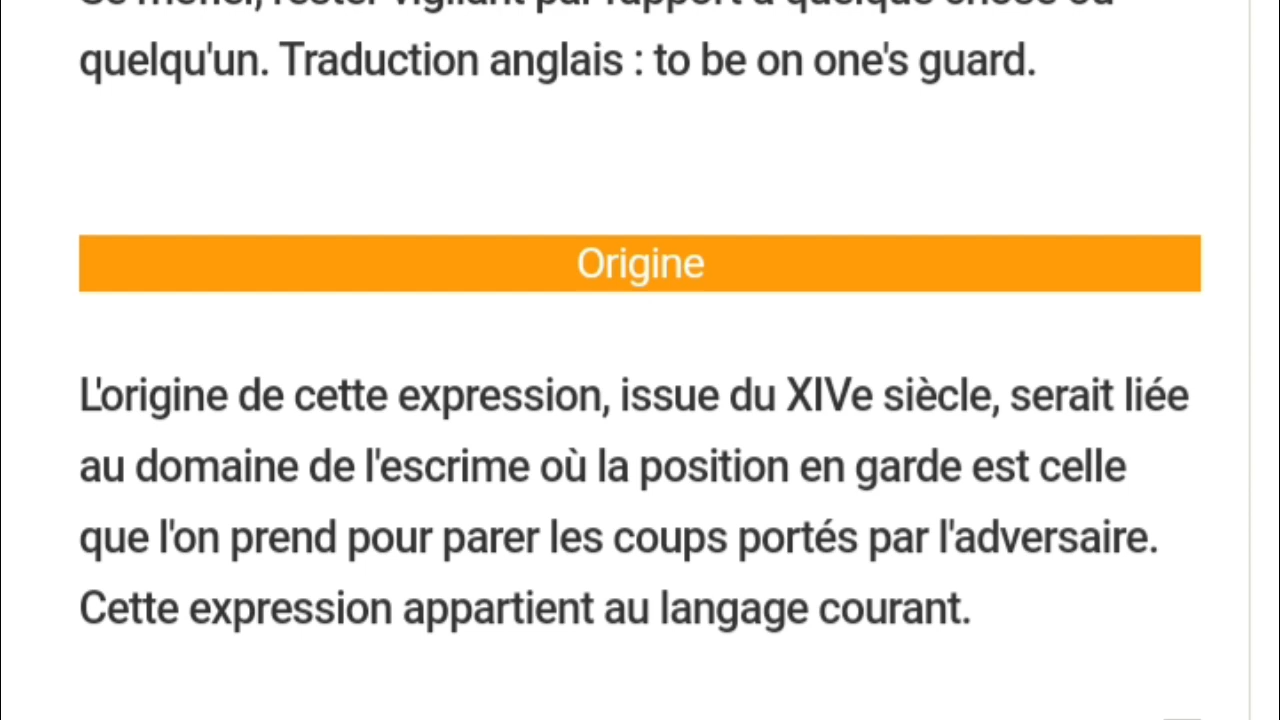 quelqu'un. Traduction anglais : to be on one's guard.
Origine
L'origine de cette expression, issue du XIVe siècle, serait liée
au domaine de l'escrime où la position en garde est celle
que l'on prend pour parer les coups portés par l'adversaire.
Cette expression appartient au langage courant.